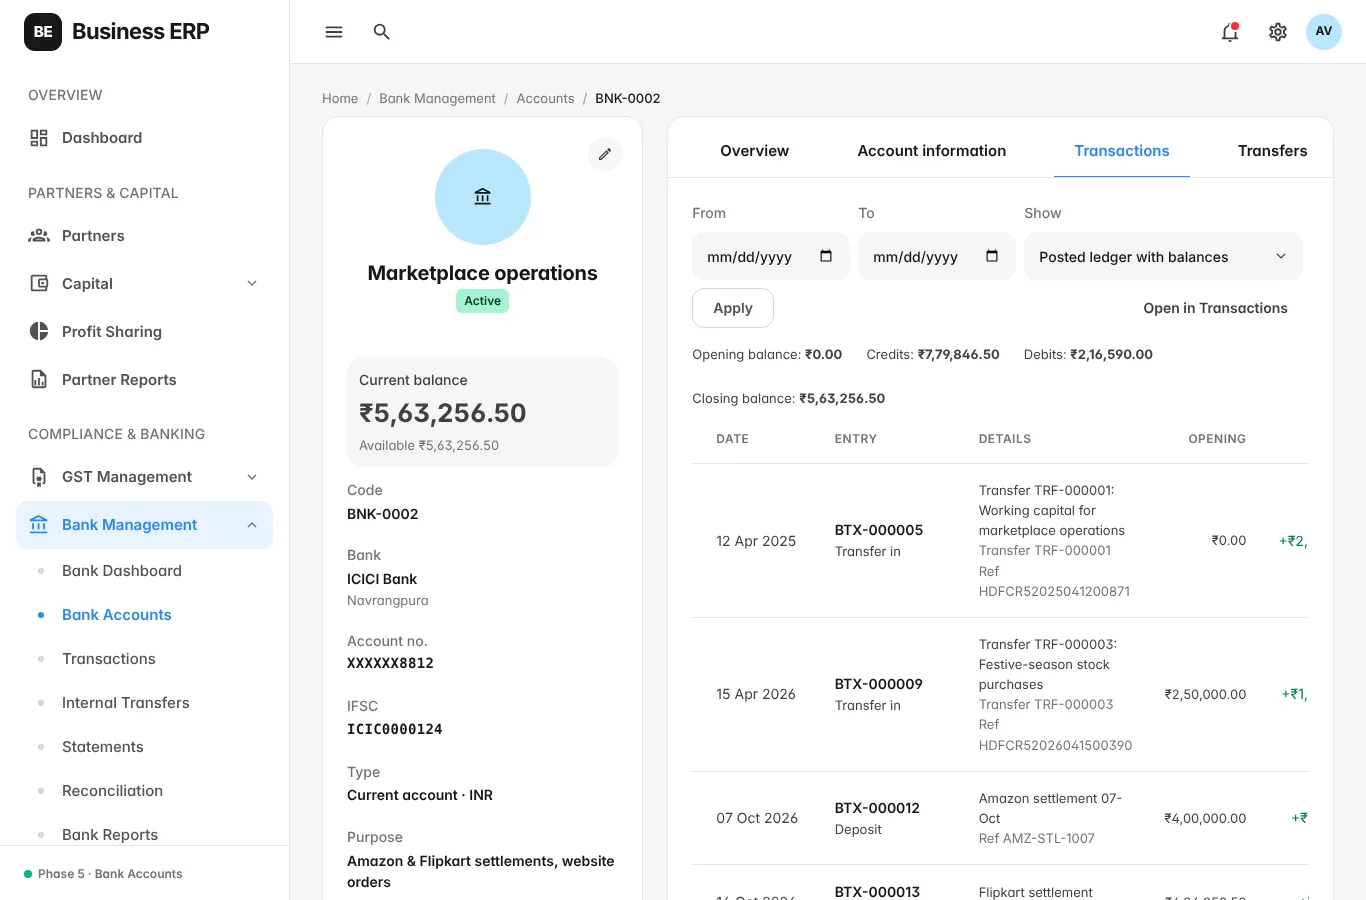 BE Business ERP
AV
OVERVIEW
Dashboard
PARTNERS & CAPITAL
Partners
Capital
Profit Sharing
Partner Reports
COMPLIANCE & BANKING
GST Management
Bank Management
Bank Dashboard
Bank Accounts
Transactions
Internal Transfers
Statements
Reconciliation
Bank Reports
Phase 5 · Bank Accounts
Home / Bank Management / Accounts / BNK-0002
Marketplace operations
Active
Current balance
₹5,63,256.50
Available ₹5,63,256.50
Code
BNK-0002
Bank
ICICI Bank
Navrangpura
Account no.
XXXXXX8812
IFSC
ICIC0000124
Type
Current account · INR
Purpose
Amazon & Flipkart settlements, website
orders
Overview Account information Transactions Transfers
From To Show
mm/dd/yyyy mm/dd/yyyy Posted ledger with balances
Apply Open in Transactions
Opening balance: ₹0.00 Credits: ₹7,79,846.50 Debits: ₹2,16,590.00
Closing balance: ₹5,63,256.50
DATE ENTRY DETAILS OPENING
12 Apr 2025
BTX-000005
Transfer in
Transfer TRF-000001:
Working capital for
marketplace operations
Transfer TRF-000001
Ref
HDFCR52025041200871
₹0.00 +₹2,
15 Apr 2026
BTX-000009
Transfer in
Transfer TRF-000003:
Festive-season stock
purchases
Transfer TRF-000003
Ref
HDFCR52026041500390
₹2,50,000.00 +₹1,
07 Oct 2026
BTX-000012
Deposit
Amazon settlement 07-
Oct
Ref AMZ-STL-1007
₹4,00,000.00 +₹
BTX-000013
Flipkart settlement